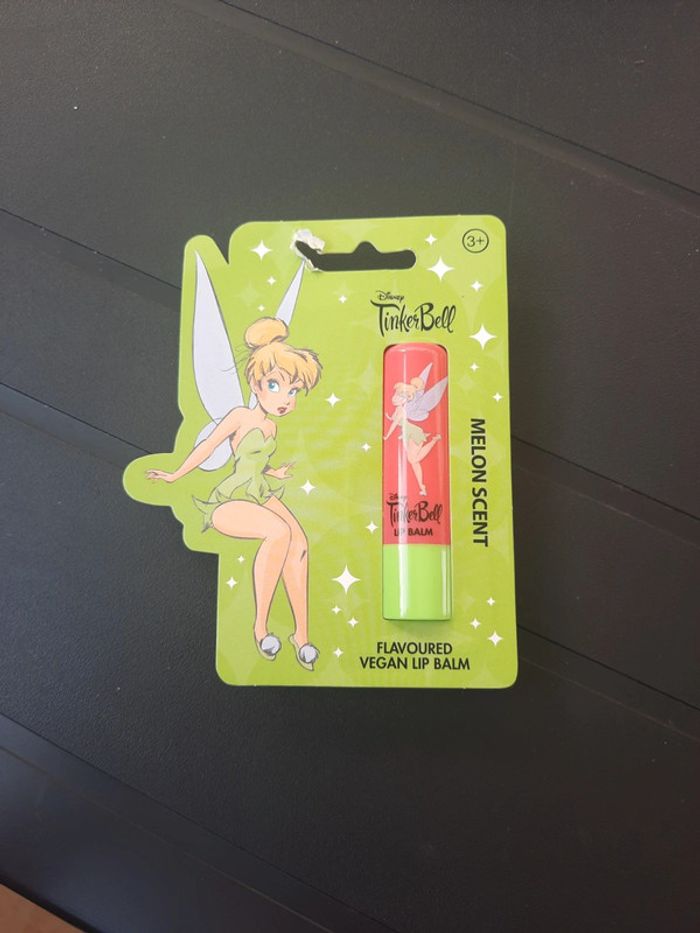 3+
Disney
TinkerBell
MELON SCENT
Disney
TinkerBell
LIP BALM
FLAVOURED
VEGAN LIP BALM